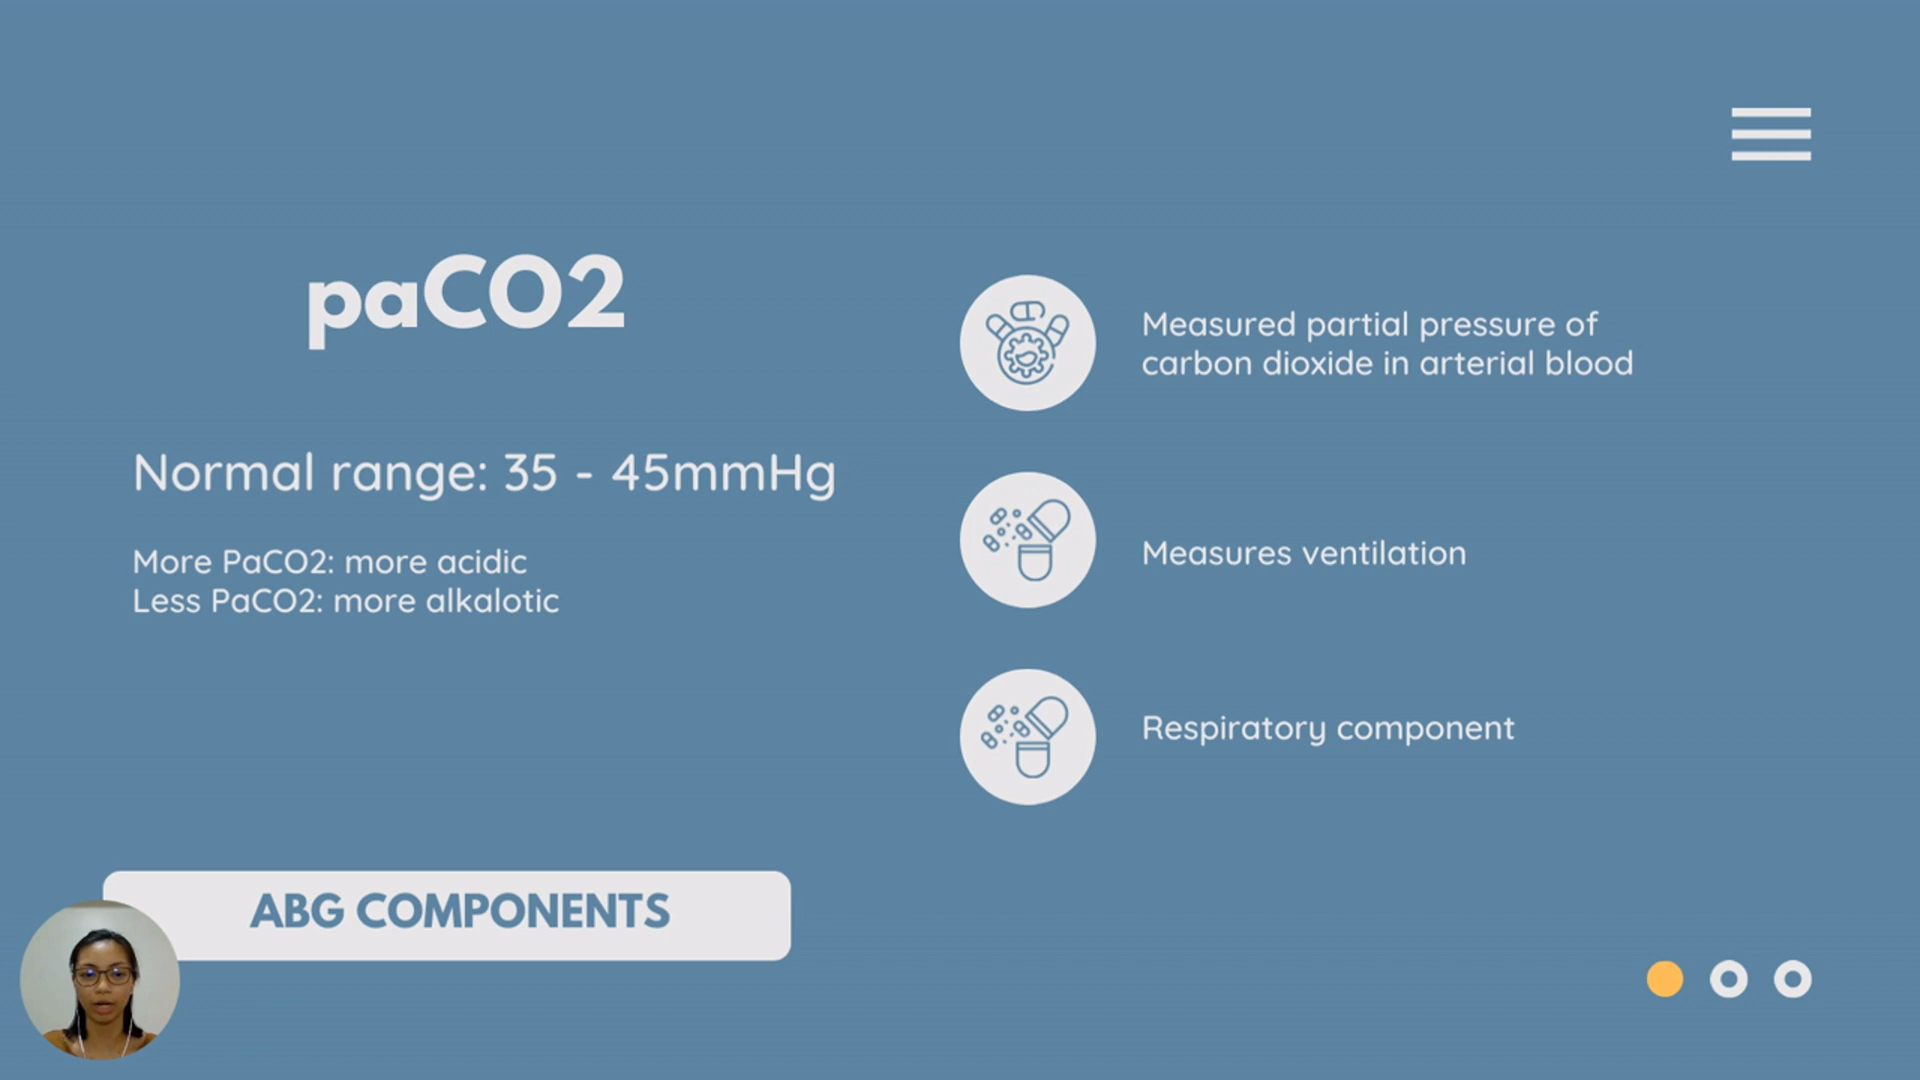 paCO2
Normal range: 35 - 45mmHg
More PaCO2: more acidic
Less PaCO2: more alkalotic
Measured partial pressure of
carbon dioxide in arterial blood
Measures ventilation
Respiratory component
ABG COMPONENTS